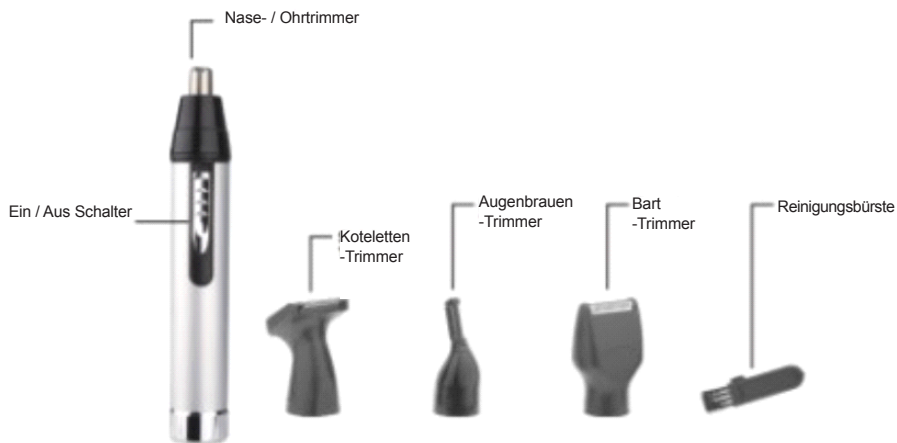 Nase- / Ohrtrimmer
Ein / Aus Schalter
Koteletten
-Trimmer
Augenbrauen
-Trimmer
Bart
-Trimmer
Reinigungsbürste